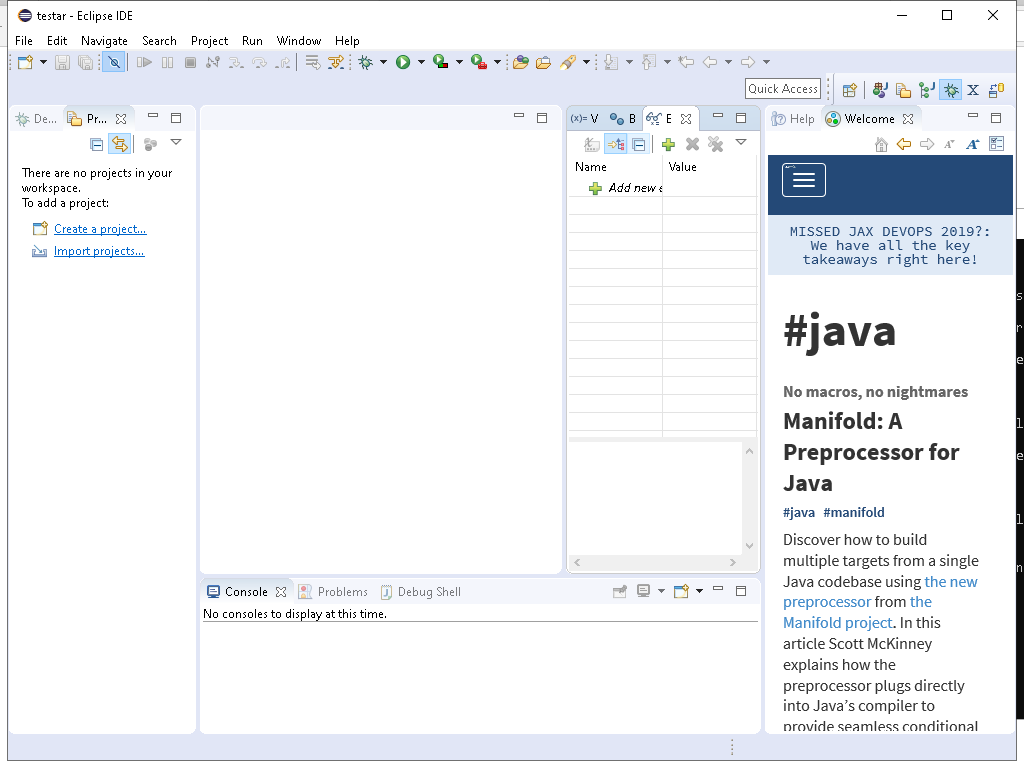 testar - Eclipse IDE
File Edit Navigate Search Project Run Window Help
Quick Access
De... Pr...
There are no projects in your
workspace.
To add a project:
Create a project...
Import projects...
(x)= V B E
Name Value
Add new e
Console Problems Debug Shell
No consoles to display at this time.
Help Welcome
MISSED JAX DEVOPS 2019?:
We have all the key
takeaways right here!
#java
No macros, no nightmares
Manifold: A
Preprocessor for
Java
#java #manifold
Discover how to build
multiple targets from a single
Java codebase using the new
preprocessor from the
Manifold project. In this
article Scott McKinney
explains how the
preprocessor plugs directly
into Java’s compiler to
provide seamless conditional